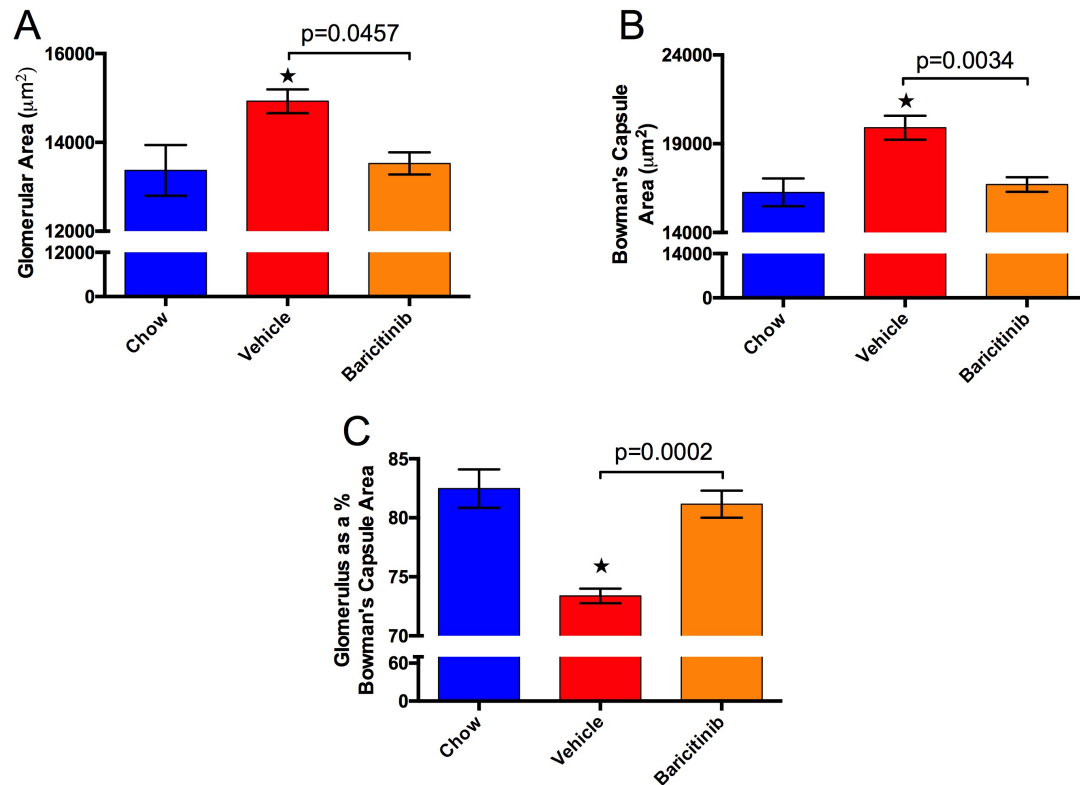 A
Glomerular Area (μm²)
16000
14000
12000
12000
0
p=0.0457
★
Chow
Vehicle
Baricitinib
B
Bowman's Capsule
Area (μm²)
24000
19000
14000
14000
0
p=0.0034
★
Chow
Vehicle
Baricitinib
C
Glomerulus as a %
Bowman's Capsule Area
85
80
75
70
60
0
p=0.0002
★
Chow
Vehicle
Baricitinib